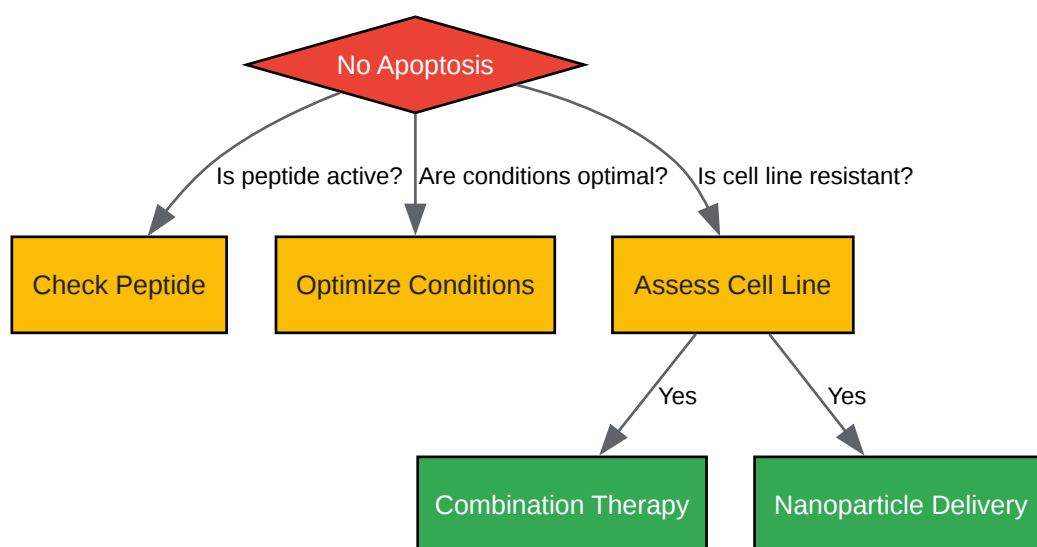 No Apoptosis
Is peptide active?
Are conditions optimal?
Is cell line resistant?
Check Peptide
Optimize Conditions
Assess Cell Line
Yes
Yes
Combination Therapy
Nanoparticle Delivery